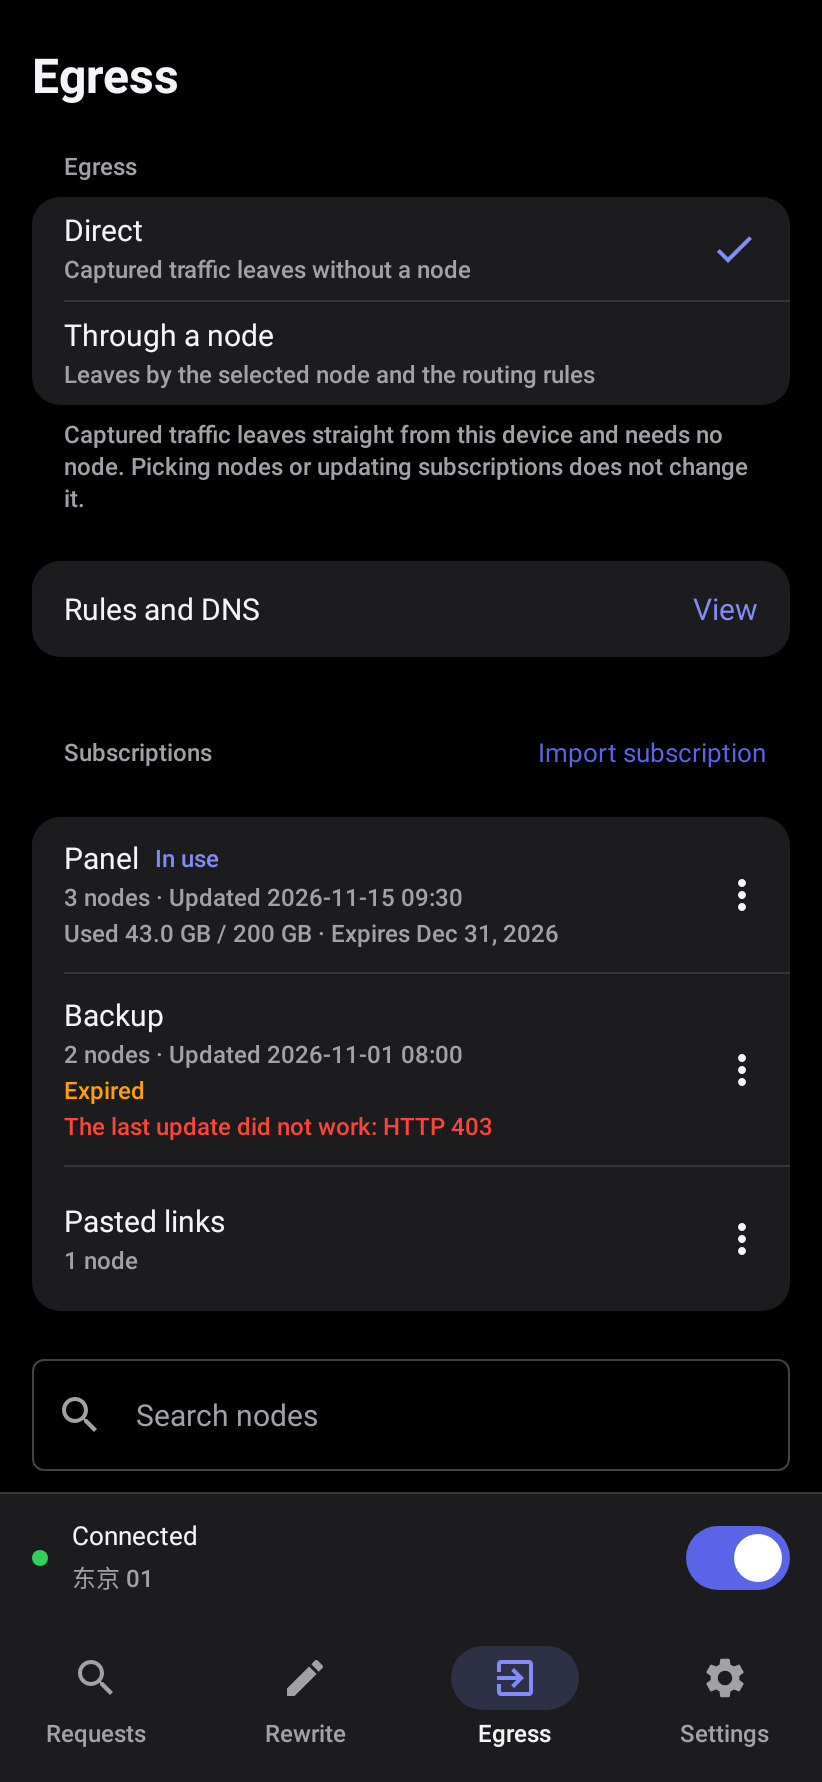 Egress
Egress
Direct
Captured traffic leaves without a node
Through a node
Leaves by the selected node and the routing rules
Captured traffic leaves straight from this device and needs no
node. Picking nodes or updating subscriptions does not change
it.
Rules and DNS
View
Subscriptions
Import subscription
Panel In use
3 nodes · Updated 2026-11-15 09:30
Used 43.0 GB / 200 GB · Expires Dec 31, 2026
Backup
2 nodes · Updated 2026-11-01 08:00
Expired
The last update did not work: HTTP 403
Pasted links
1 node
Search nodes
Connected
东京 01
Requests
Rewrite
Egress
Settings